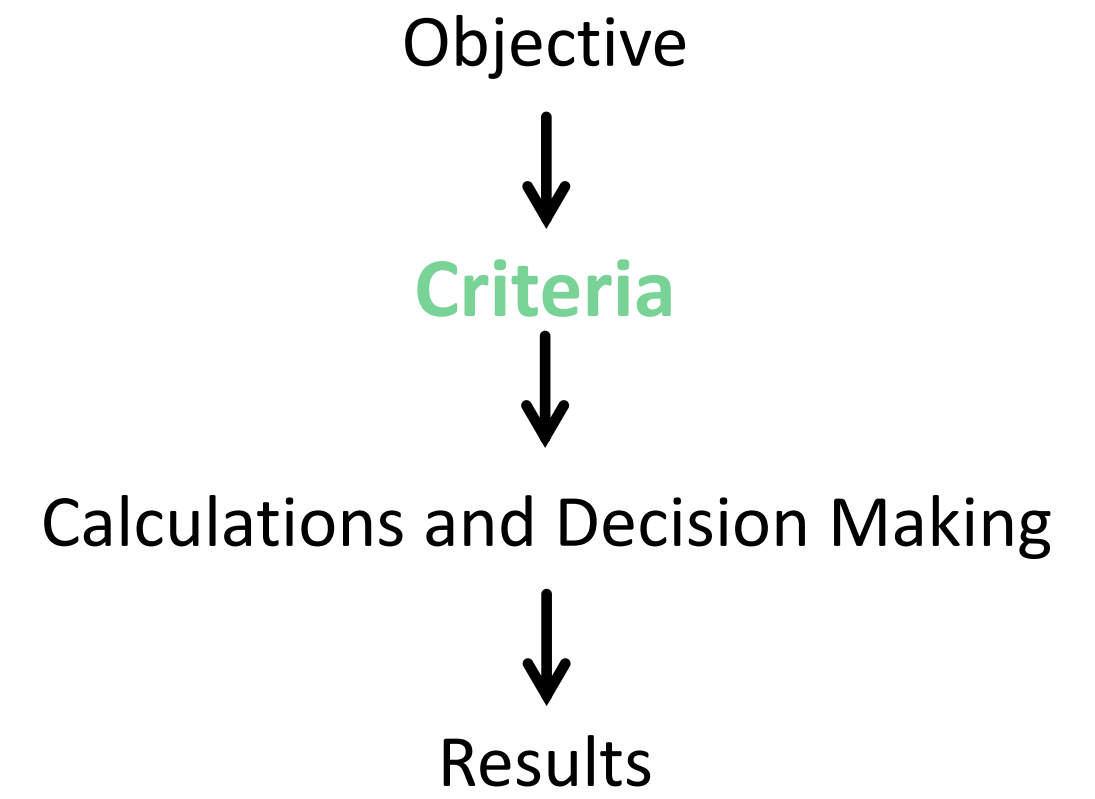 Objective
Criteria
Calculations and Decision Making
Results